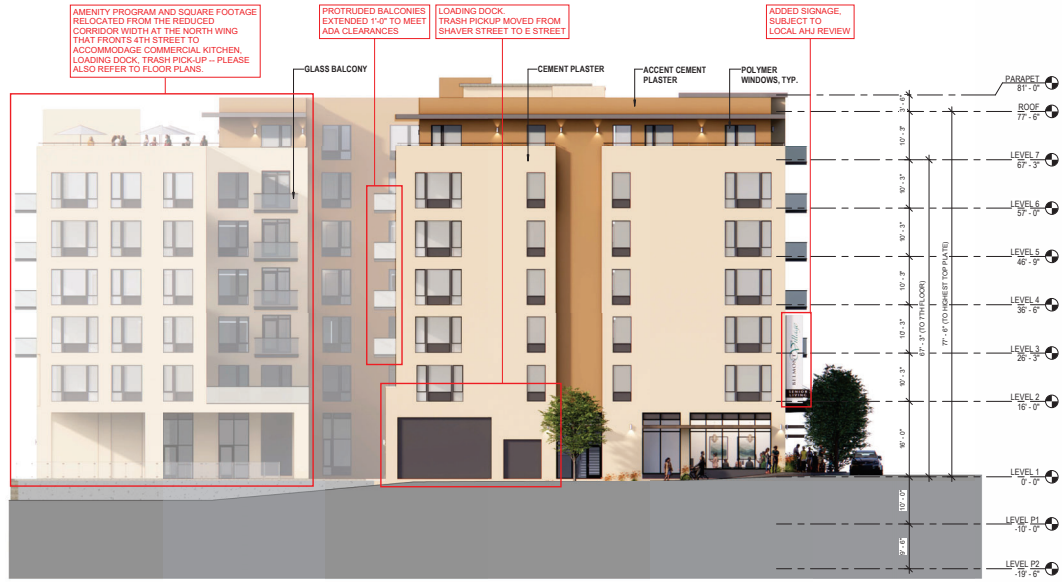 AMENITY PROGRAM AND SQUARE FOOTAGE
RELOCATED FROM THE REDUCED
CORRIDOR WIDTH AT THE NORTH WING
THAT FRONTS 4TH STREET TO
ACCOMMODAGE COMMERCIAL KITCHEN,
LOADING DOCK, TRASH PICK-UP -- PLEASE
ALSO REFER TO FLOOR PLANS.
PROTRUDED BALCONIES
EXTENDED 1'-0" TO MEET
ADA CLEARANCES
LOADING DOCK.
TRASH PICKUP MOVED FROM
SHAVER STREET TO E STREET
ADDED SIGNAGE,
SUBJECT TO
LOCAL AHJ REVIEW
GLASS BALCONY
CEMENT PLASTER
ACCENT CEMENT
PLASTER
POLYMER
WINDOWS, TYP.
PARAPET
81' - 0"
3' - 6"
ROOF
77' - 6"
10' - 3"
LEVEL 7
67' - 3"
10' - 3"
LEVEL 6
57' - 0"
10' - 3"
LEVEL 5
46' - 9"
10' - 3"
LEVEL 4
36' - 6"
10' - 3"
LEVEL 3
26' - 3"
10' - 3"
LEVEL 2
16' - 0"
16' - 0"
LEVEL 1
0' - 0"
10' - 0"
LEVEL P1
-10' - 0"
9' - 6"
LEVEL P2
-19' - 6"
67' - 3" (TO 7TH FLOOR)
77' - 6" (TO HIGHEST TOP PLATE)
BELMONT Village
SENIOR
LIVING